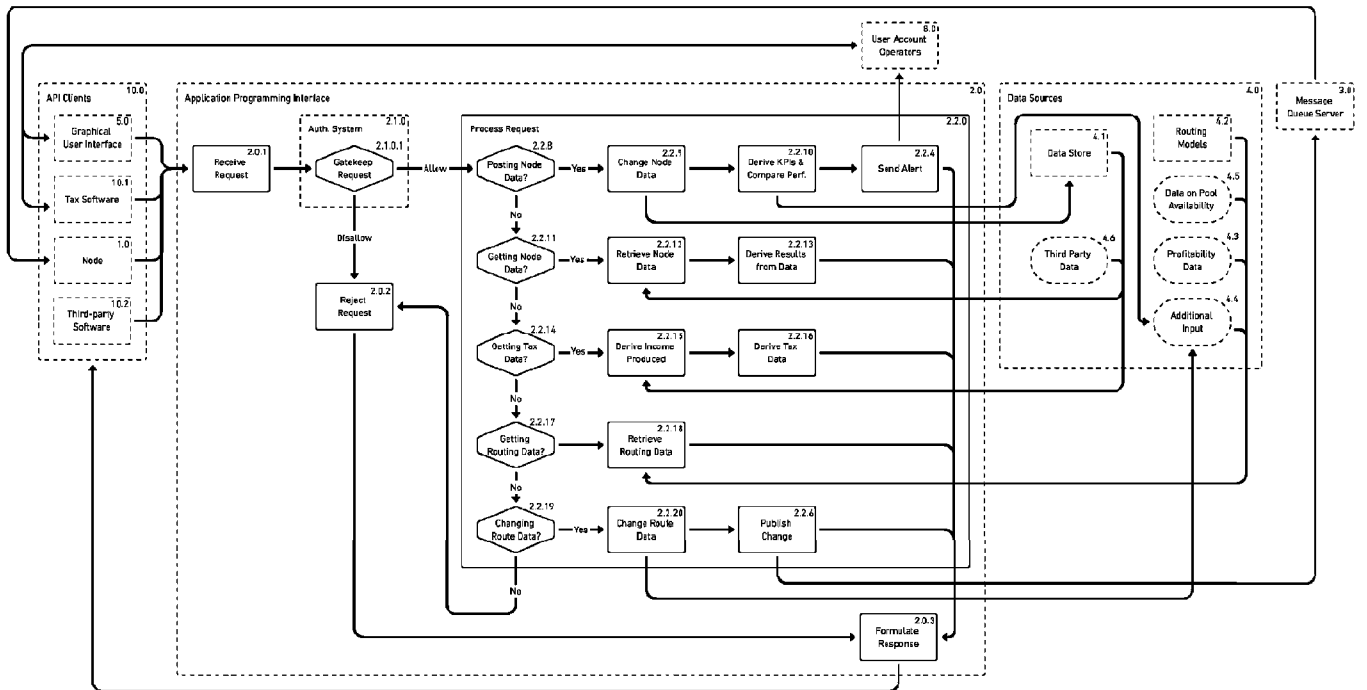 6.0
User Account
Operators
10.0
API Clients
5.0
Graphical
User Interface
10.1
Tax Software
1.0
Node
10.2
Third-party
Software
2.0
Application Programming Interface
2.0.1
Receive
Request
2.1.0
Auth. System
2.1.0.1
Gatekeep
Request
Allow
Disallow
2.0.2
Reject
Request
2.2.0
Process Request
2.2.8
Posting Node
Data?
Yes
Change Node
Data
2.2.10
Derive KPIs &
Compare Perf.
2.2.4
Send Alert
No
2.2.11
Getting Node
Data?
Yes
Retrieve Node
Data
2.2.13
Derive Results
from Data
No
2.2.14
Getting Tax
Data?
Yes
2.2.15
Derive Income
Produced
2.2.16
Derive Tax
Data
No
2.2.17
Getting
Routing Data?
2.2.18
Retrieve
Routing Data
No
2.2.19
Changing
Route Data?
Yes
2.2.20
Change Route
Data
2.2.6
Publish
Change
No
2.0.3
Formulate
Response
4.0
Data Sources
4.1
Data Store
4.2
Routing
Models
4.5
Data on Pool
Availability
4.6
Third Party
Data
4.3
Profitability
Data
4.4
Additional
Input
3.0
Message
Queue Server